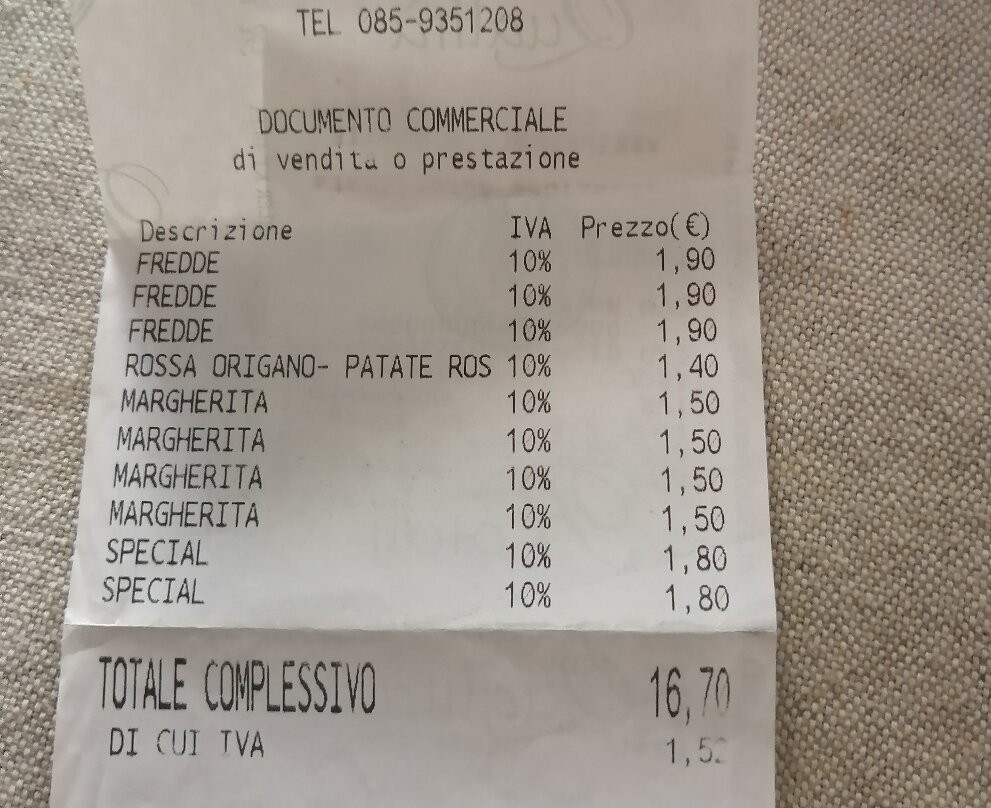 TEL 085-9351208
DOCUMENTO COMMERCIALE
di vendita o prestazione
Descrizione IVA Prezzo(€)
FREDDE 10% 1,90
FREDDE 10% 1,90
FREDDE 10% 1,90
ROSSA ORIGANO- PATATE ROS 10% 1,40
MARGHERITA 10% 1,50
MARGHERITA 10% 1,50
MARGHERITA 10% 1,50
MARGHERITA 10% 1,50
SPECIAL 10% 1,80
SPECIAL 10% 1,80
TOTALE COMPLESSIVO 16,70
DI CUI IVA 1,52